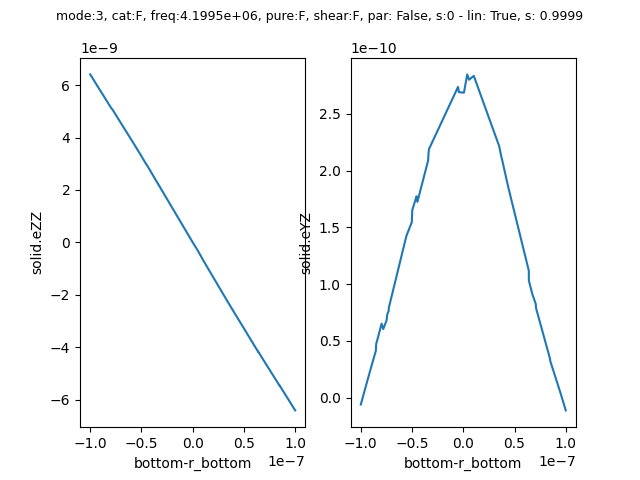 mode:3, cat:F, freq:4.1995e+06, pure:F, shear:F, par: False, s:0 - lin: True, s: 0.9999
1e−9
6
4
2
0
−2
−4
−6
solid.eZZ
−1.0 −0.5 0.0 0.5 1.0
bottom-r_bottom 1e−7
1e−10
2.5
2.0
1.5
1.0
0.5
0.0
solid.eYZ
−1.0 −0.5 0.0 0.5 1.0
bottom-r_bottom 1e−7